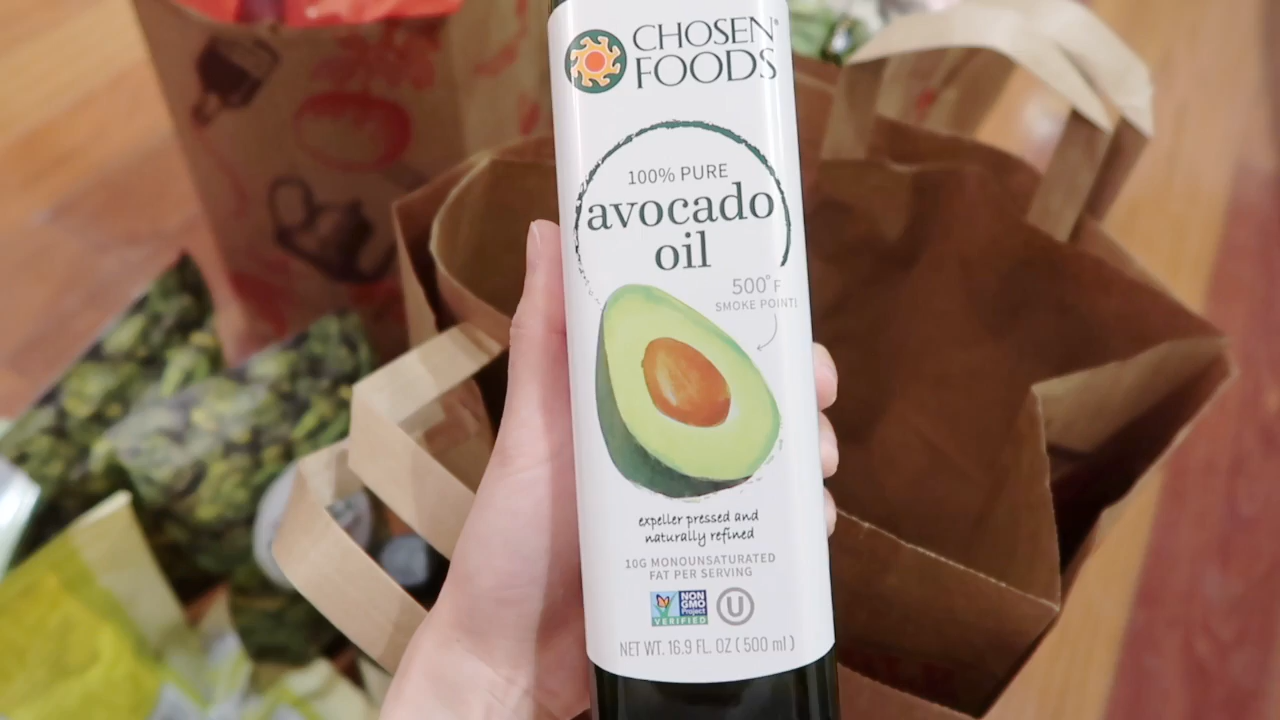 CHOSEN®
FOODS
100% PURE
avocado
oil
500°F
SMOKE POINT!
expeller pressed and
naturally refined
10G MONOUNSATURATED
FAT PER SERVING
NON
GMO
Project
VERIFIED
U
NET WT. 16.9 FL. OZ (500 ml)